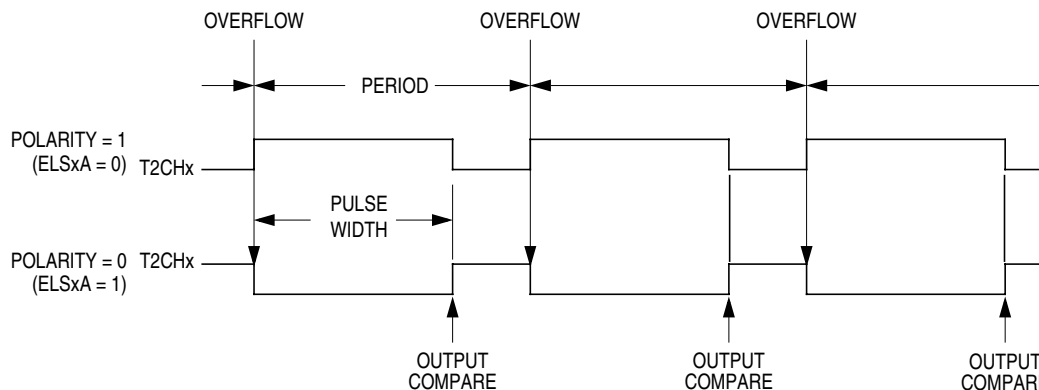 OVERFLOW OVERFLOW OVERFLOW
PERIOD
POLARITY = 1
(ELSxA = 0) T2CHx
PULSE
WIDTH
POLARITY = 0 T2CHx
(ELSxA = 1)
OUTPUT
COMPARE
OUTPUT
COMPARE
OUTPUT
COMPARE